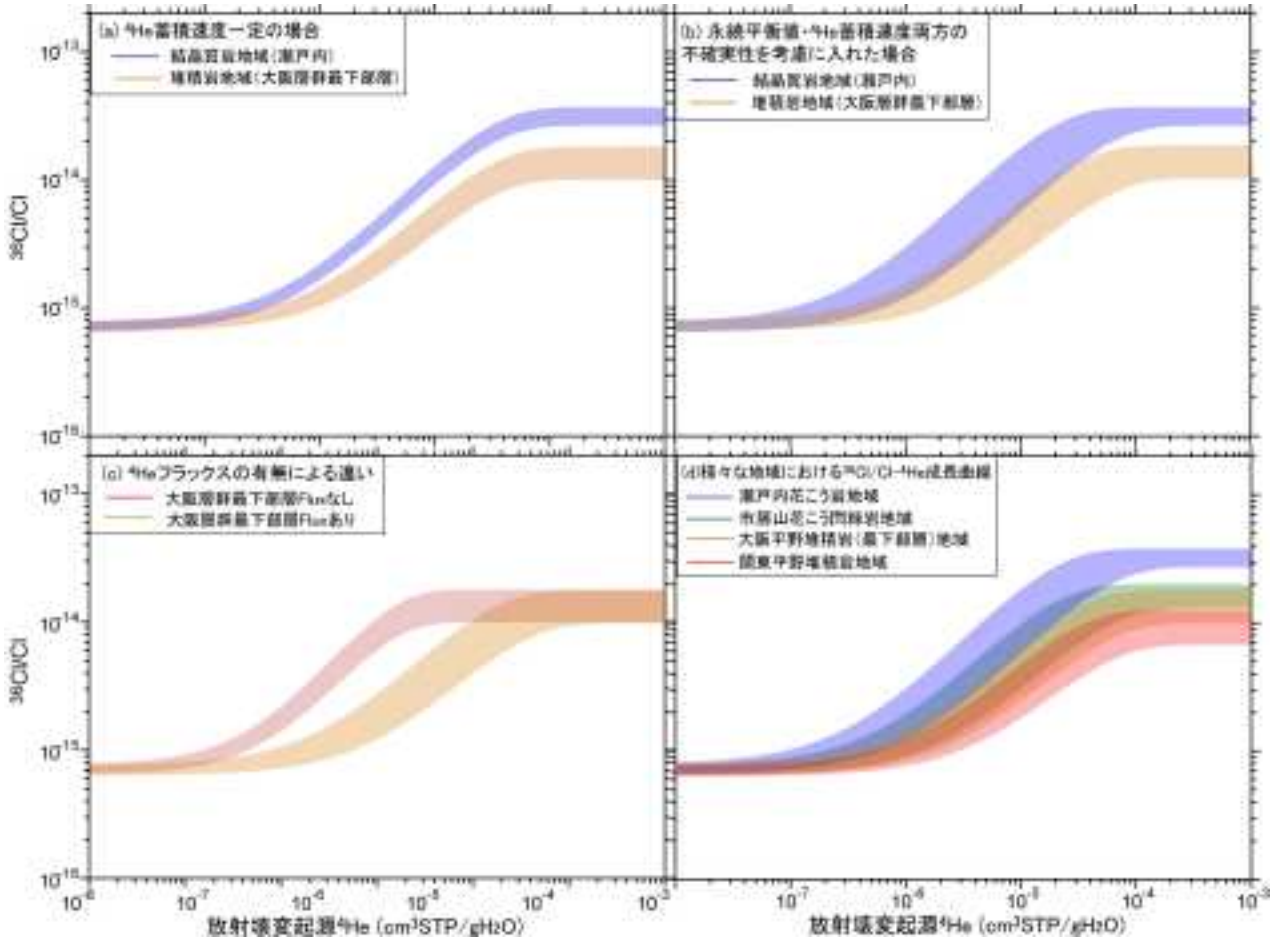 (a) ⁴He蓄積速度一定の場合
結晶質岩地域(瀬戸内)
堆積岩地域(大阪層群最下部層)
(b) 永続平衡値・⁴He蓄積速度両方の
不確実性を考慮に入れた場合
結晶質岩地域(瀬戸内)
堆積岩地域(大阪層群最下部層)
10⁻¹³
10⁻¹⁴
10⁻¹⁵
10⁻¹⁶
³⁶Cl/Cl
(c) ⁴Heフラックスの有無による違い
大阪層群最下部層Fluxなし
大阪層群最下部層Fluxあり
(d)様々な地域における³⁶Cl/Cl-⁴He成長曲線
瀬戸内花こう岩地域
花こう閃緑岩地域
大阪平野堆積岩(最下部層)地域
関東平野堆積岩地域
10⁻¹³
10⁻¹⁴
10⁻¹⁵
10⁻¹⁶
³⁶Cl/Cl
10⁻⁸ 10⁻⁷ 10⁻⁶ 10⁻⁵ 10⁻⁴ 10⁻³
10⁻⁷ 10⁻⁶ 10⁻⁵ 10⁻⁴ 10⁻³
放射壊変起源⁴He (cm³STP/gH₂O)
放射壊変起源⁴He (cm³STP/gH₂O)